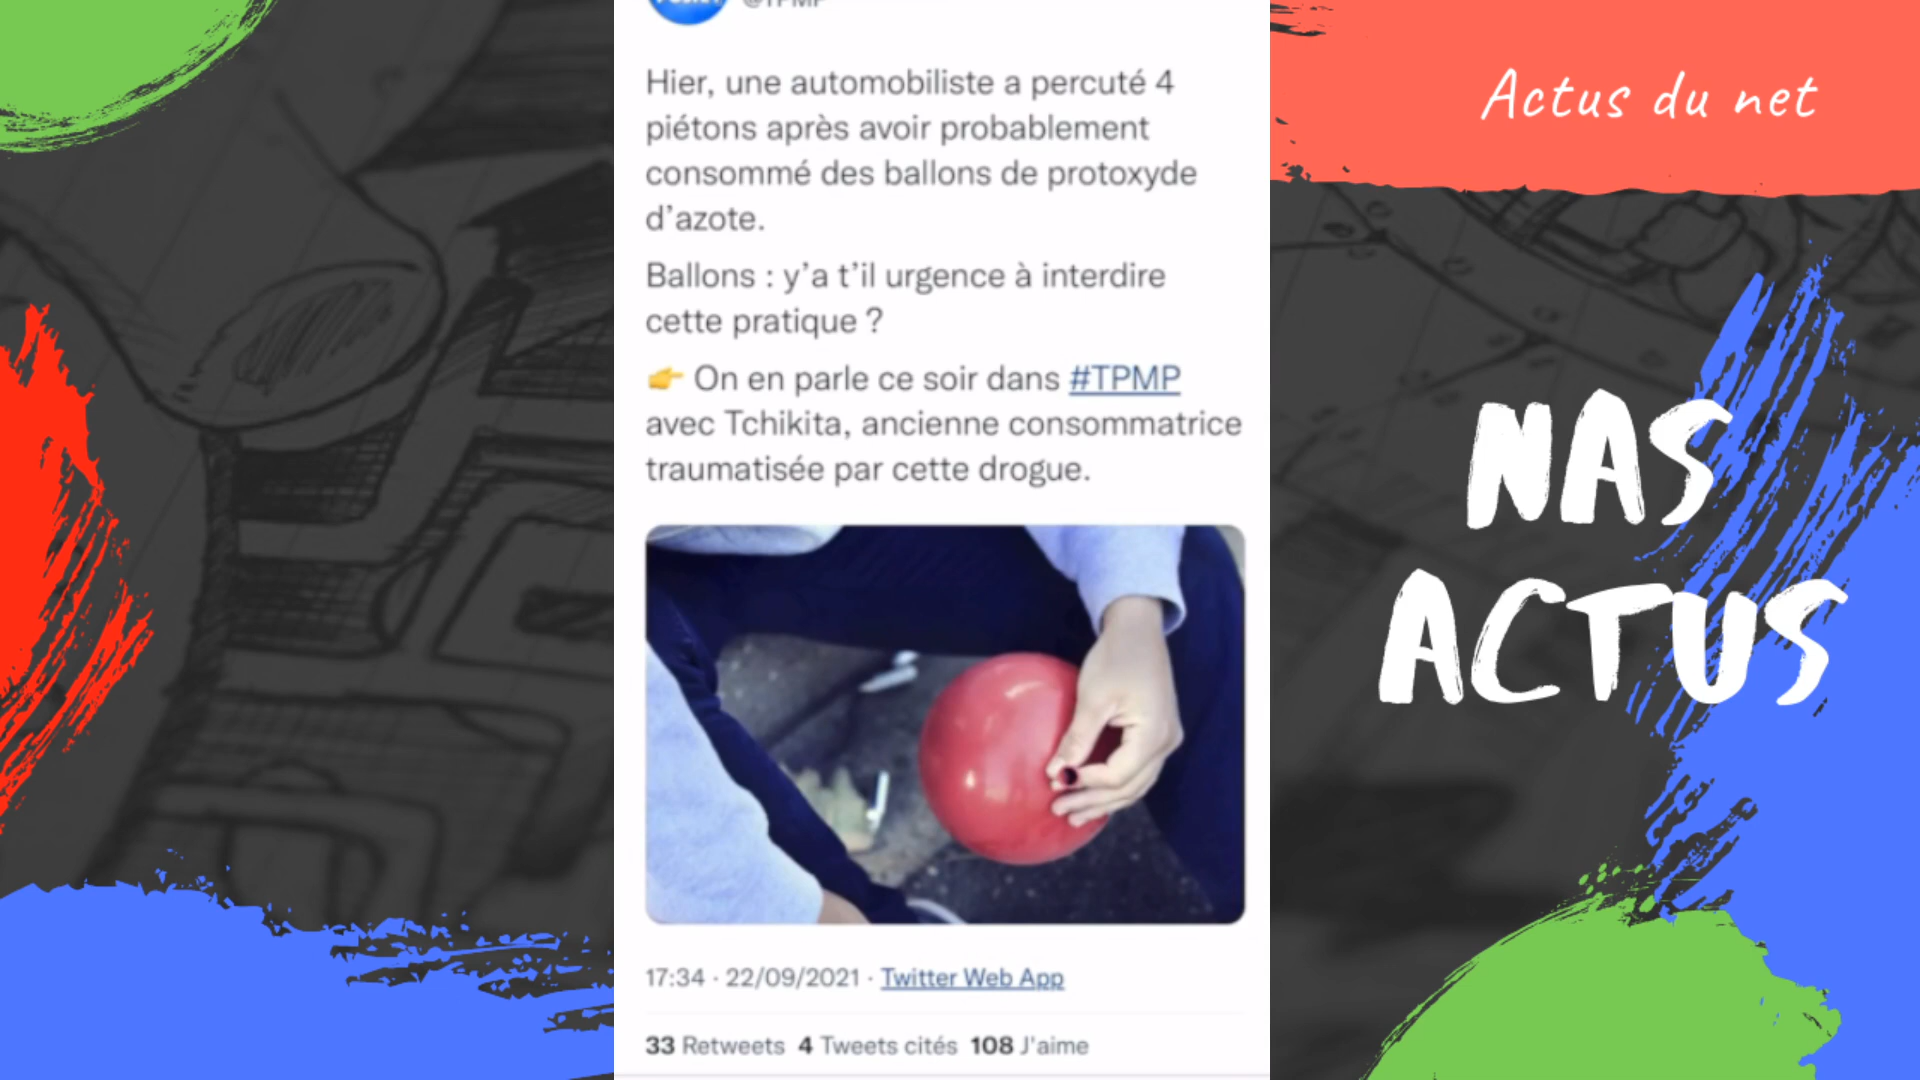 @TPMP
Hier, une automobiliste a percuté 4
piétons après avoir probablement
consommé des ballons de protoxyde
d’azote.
Ballons : y’a t’il urgence à interdire
cette pratique ?
👉 On en parle ce soir dans #TPMP
avec Tchikita, ancienne consommatrice
traumatisée par cette drogue.
17:34 · 22/09/2021 · Twitter Web App
33 Retweets 4 Tweets cités 108 J'aime
Actus du net
NAS
ACTUS